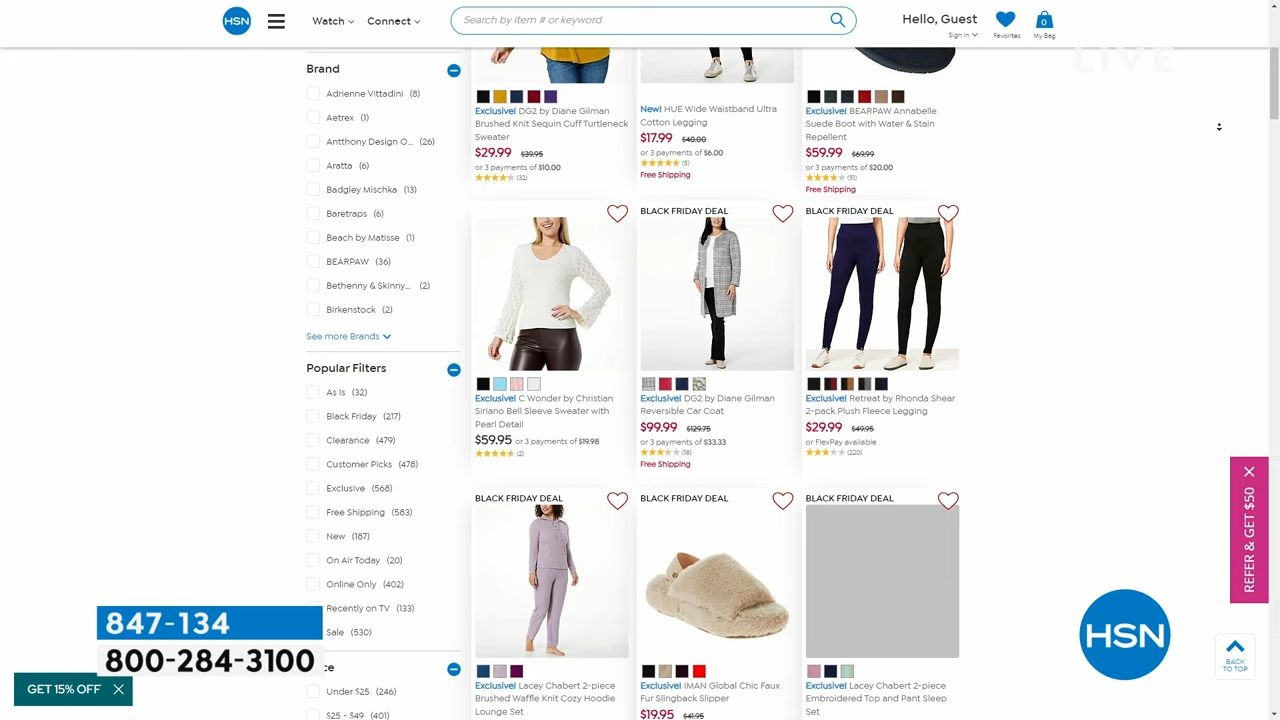 HSN
Watch
Connect
Search by item # or keyword
Hello, Guest
Sign In
Favorites
0
My Bag
LIVE
Brand
Adrienne Vittadini (8)
Aetrex (1)
Antthony Design O... (26)
Aratta (6)
Badgley Mischka (13)
Baretraps (6)
Beach by Matisse (1)
BEARPAW (36)
Bethenny & Skinny... (2)
Birkenstock (2)
See more Brands
Popular Filters
As Is (32)
Black Friday (217)
Clearance (479)
Customer Picks (478)
Exclusive (568)
Free Shipping (583)
New (187)
On Air Today (20)
Online Only (402)
Recently on TV (133)
Sale (530)
ce
Under $25 (246)
$25 - $49 (401)
Exclusive! DG2 by Diane Gilman
Brushed Knit Sequin Cuff Turtleneck
Sweater
$29.99 $39.95
or 3 payments of $10.00
(32)
New! HUE Wide Waistband Ultra
Cotton Legging
$17.99 $40.00
or 3 payments of $6.00
(5)
Free Shipping
Exclusive! BEARPAW Annabelle
Suede Boot with Water & Stain
Repellent
$59.99 $69.99
or 3 payments of $20.00
(51)
Free Shipping
Exclusive! C Wonder by Christian
Siriano Bell Sleeve Sweater with
Pearl Detail
$59.95 or 3 payments of $19.98
(2)
BLACK FRIDAY DEAL
Exclusive! DG2 by Diane Gilman
Reversible Car Coat
$99.99 $129.75
or 3 payments of $33.33
(18)
Free Shipping
BLACK FRIDAY DEAL
Exclusive! Retreat by Rhonda Shear
2-pack Plush Fleece Legging
$29.99 $49.95
or FlexPay available
(220)
BLACK FRIDAY DEAL
Exclusive! Lacey Chabert 2-piece
Brushed Waffle Knit Cozy Hoodie
Lounge Set
BLACK FRIDAY DEAL
Exclusive! IMAN Global Chic Faux
Fur Slingback Slipper
$19.95 $41.95
BLACK FRIDAY DEAL
Exclusive! Lacey Chabert 2-piece
Embroidered Top and Pant Sleep
Set
REFER & GET $50
847-134
800-284-3100
GET 15% OFF
HSN
BACK
TO TOP